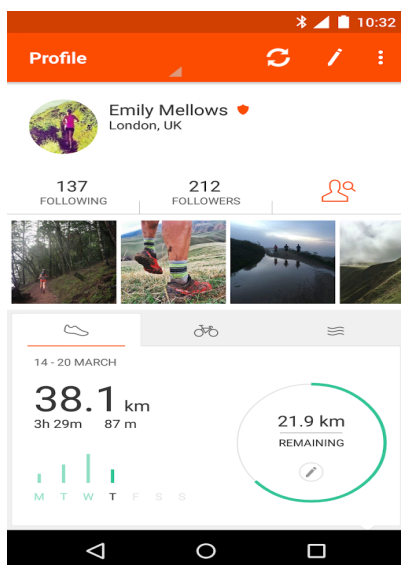 10:32
Profile
Emily Mellows
London, UK
137 212
FOLLOWING FOLLOWERS
14 - 20 MARCH
38.1 km
3h 29m 87 m
21.9 km
REMAINING
M T W T F S S